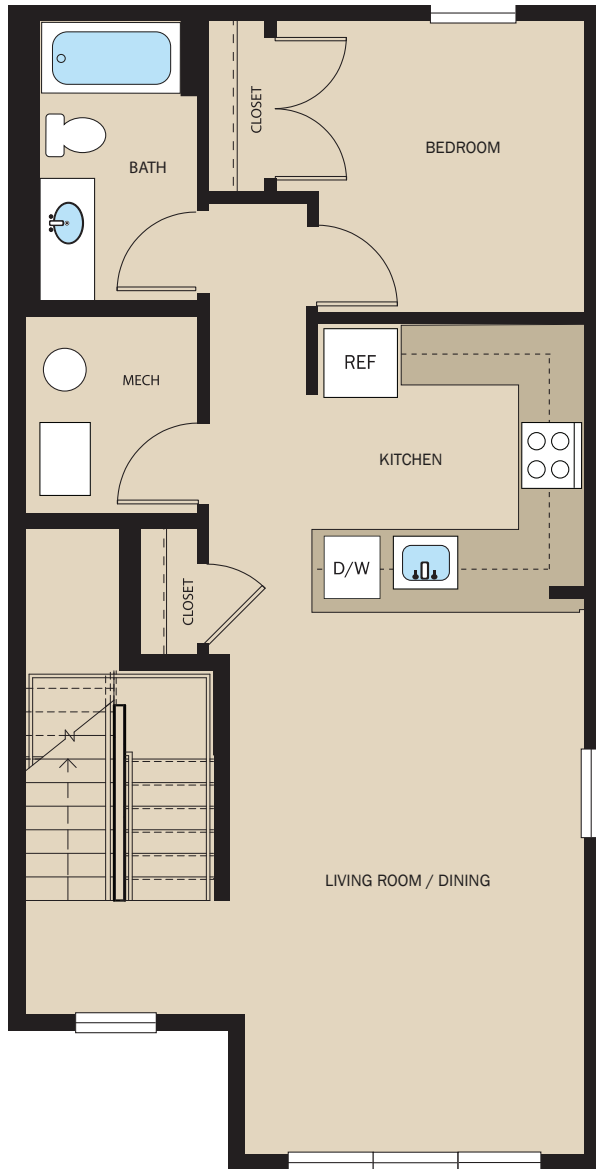 CLOSET
BEDROOM
BATH
REF
MECH
KITCHEN
D/W
CLOSET
LIVING ROOM / DINING